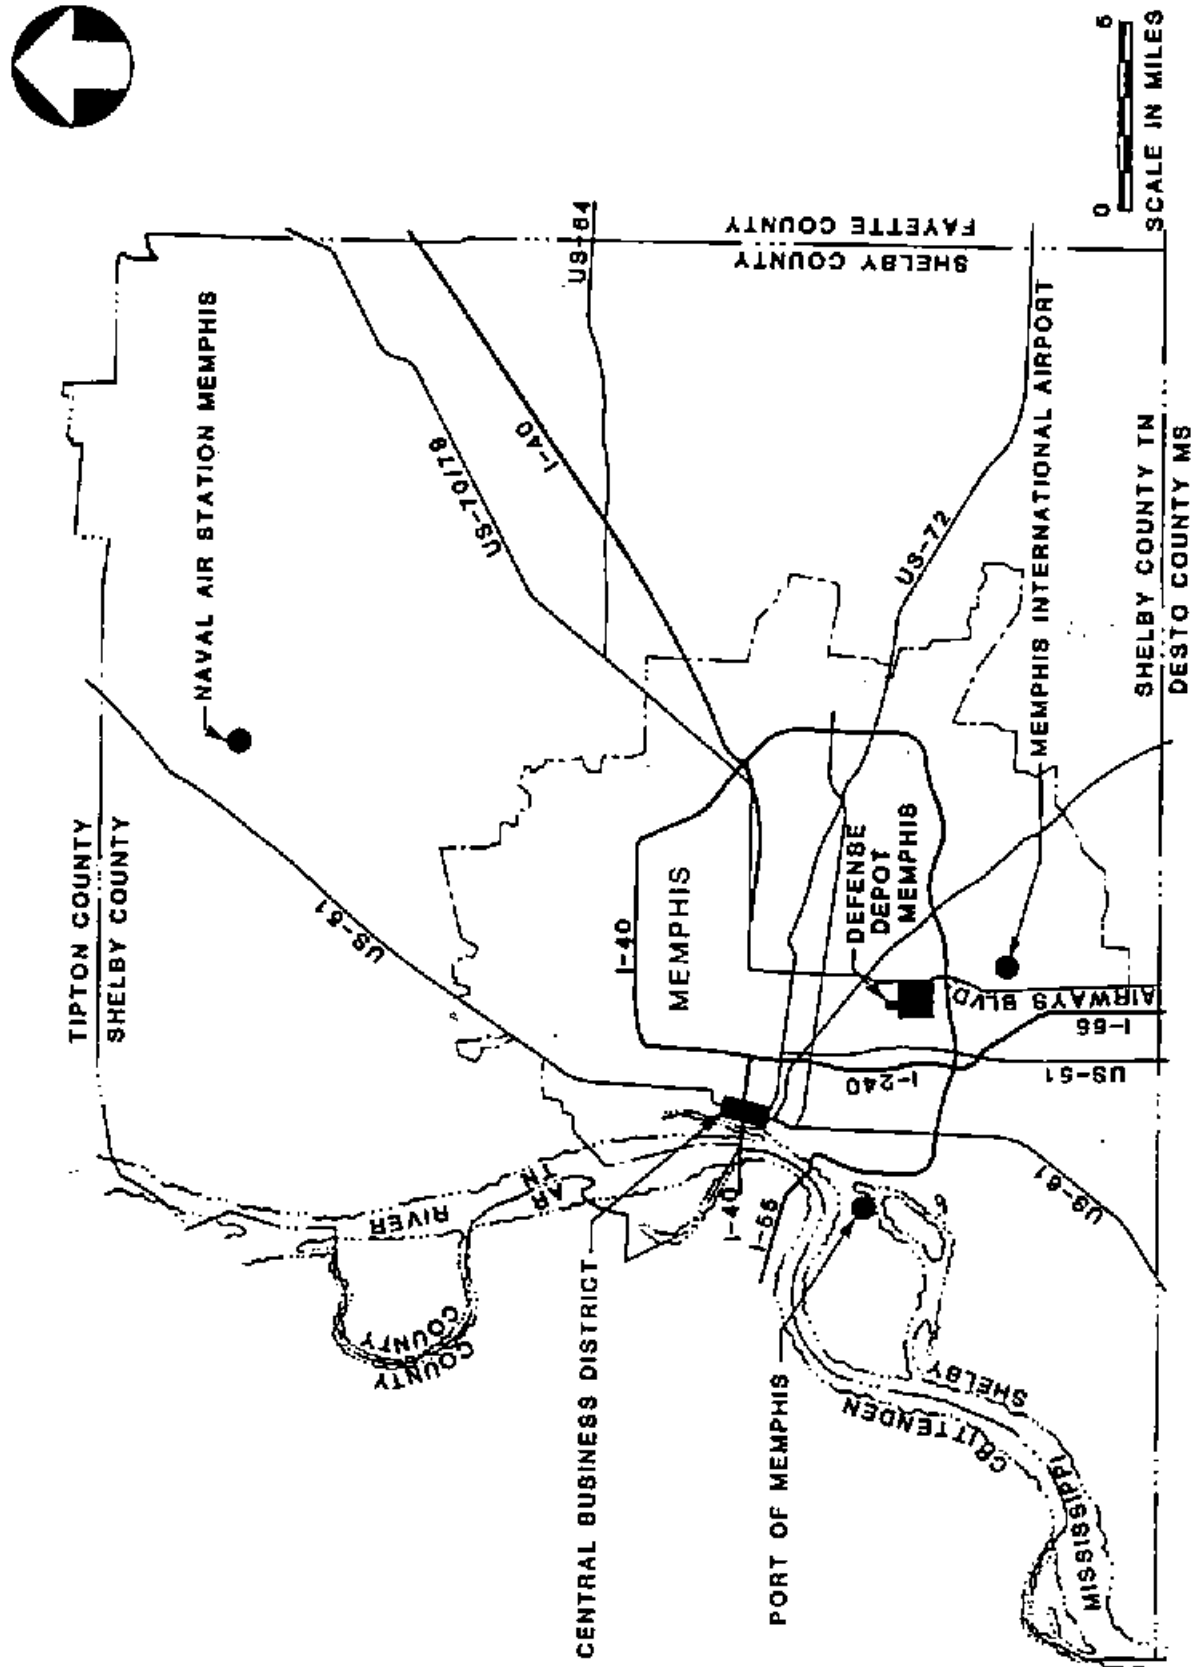 TIPTON COUNTY
SHELBY COUNTY
NAVAL AIR STATION MEMPHIS
US-51
US-70/79
I-40
US-64
FAYETTE COUNTY
SHELBY COUNTY
RIVER
AR
TN
COUNTY
COUNTY
I-40
MEMPHIS
US-72
CENTRAL BUSINESS DISTRICT
I-40
I-55
I-240
DEFENSE
DEPOT
MEMPHIS
PORT OF MEMPHIS
CRITTENDEN
SHELBY
MISSISSIPPI
US-61
US-51
I-55
AIRWAYS BLVD
MEMPHIS INTERNATIONAL AIRPORT
SHELBY COUNTY TN
DESTO COUNTY MS
0 5
SCALE IN MILES